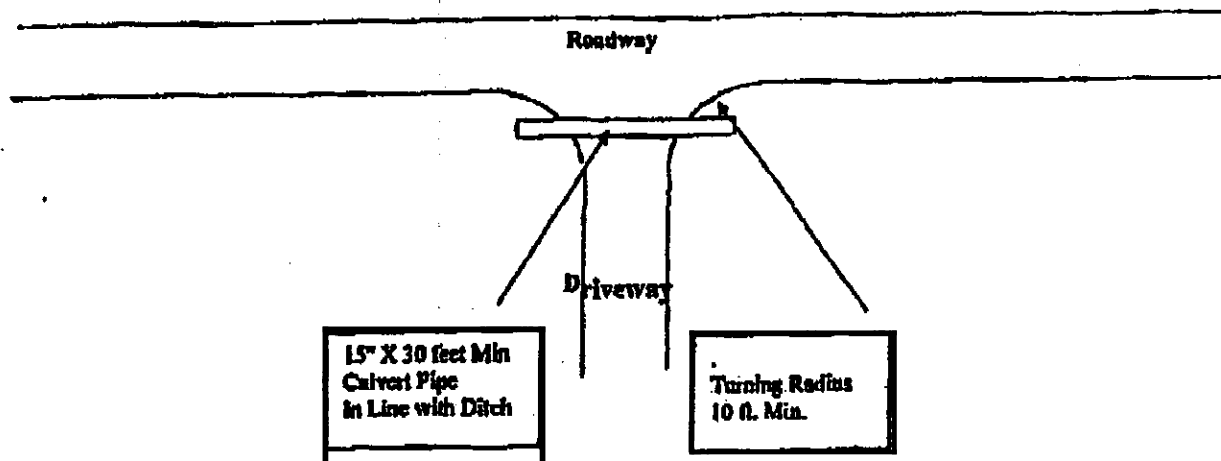 Roadway
Driveway
15" X 30 feet Min
Culvert Pipe
in Line with Ditch
Turning Radius
10 ft. Min.